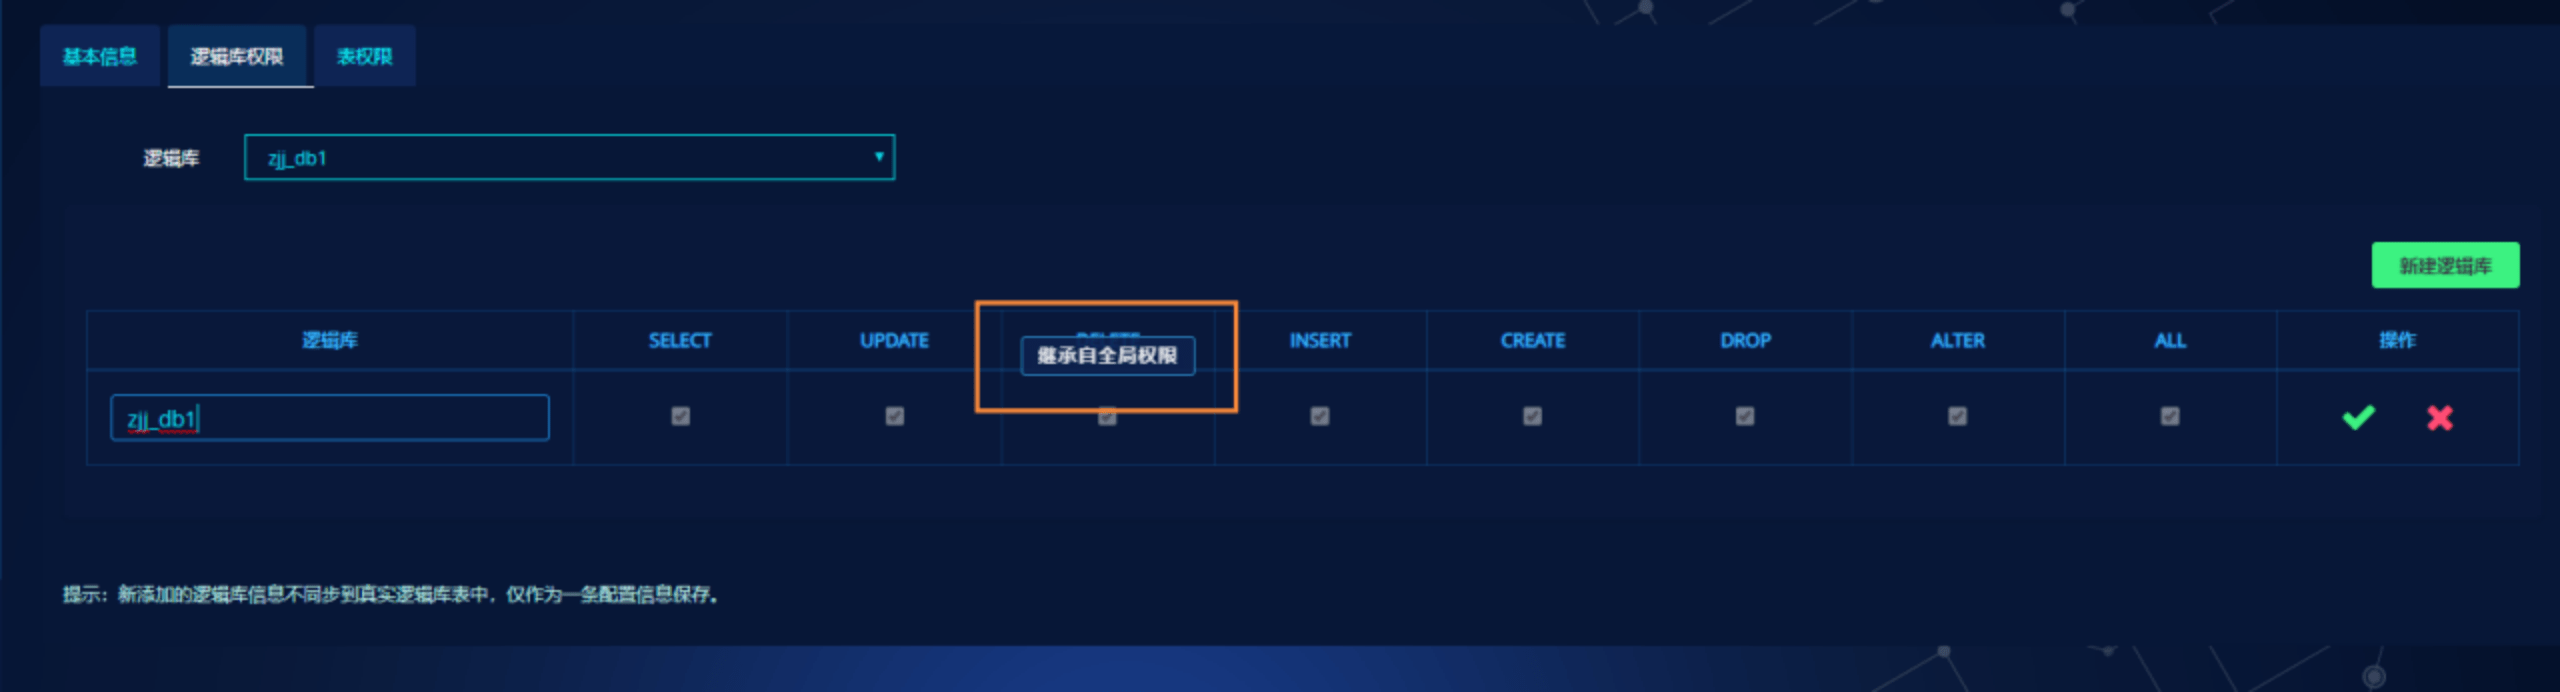 基本信息 逻辑库权限 表权限
逻辑库 zjj_db1
新建逻辑库
逻辑库 SELECT UPDATE DELETE INSERT CREATE DROP ALTER ALL 操作
继承自全局权限
zjj_db1
提示：新添加的逻辑库信息不同步到真实逻辑库表中，仅作为一条配置信息保存。